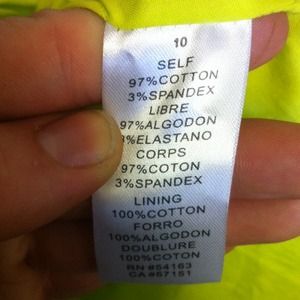 10
SELF
97%COTTON
3%SPANDEX
LIBRE
97%ALGODON
3%ELASTANO
CORPS
97%COTON
3%SPANDEX
LINING
100%COTTON
FORRO
100%ALGODON
DOUBLURE
100%COTON
RN #54163
CA #57151